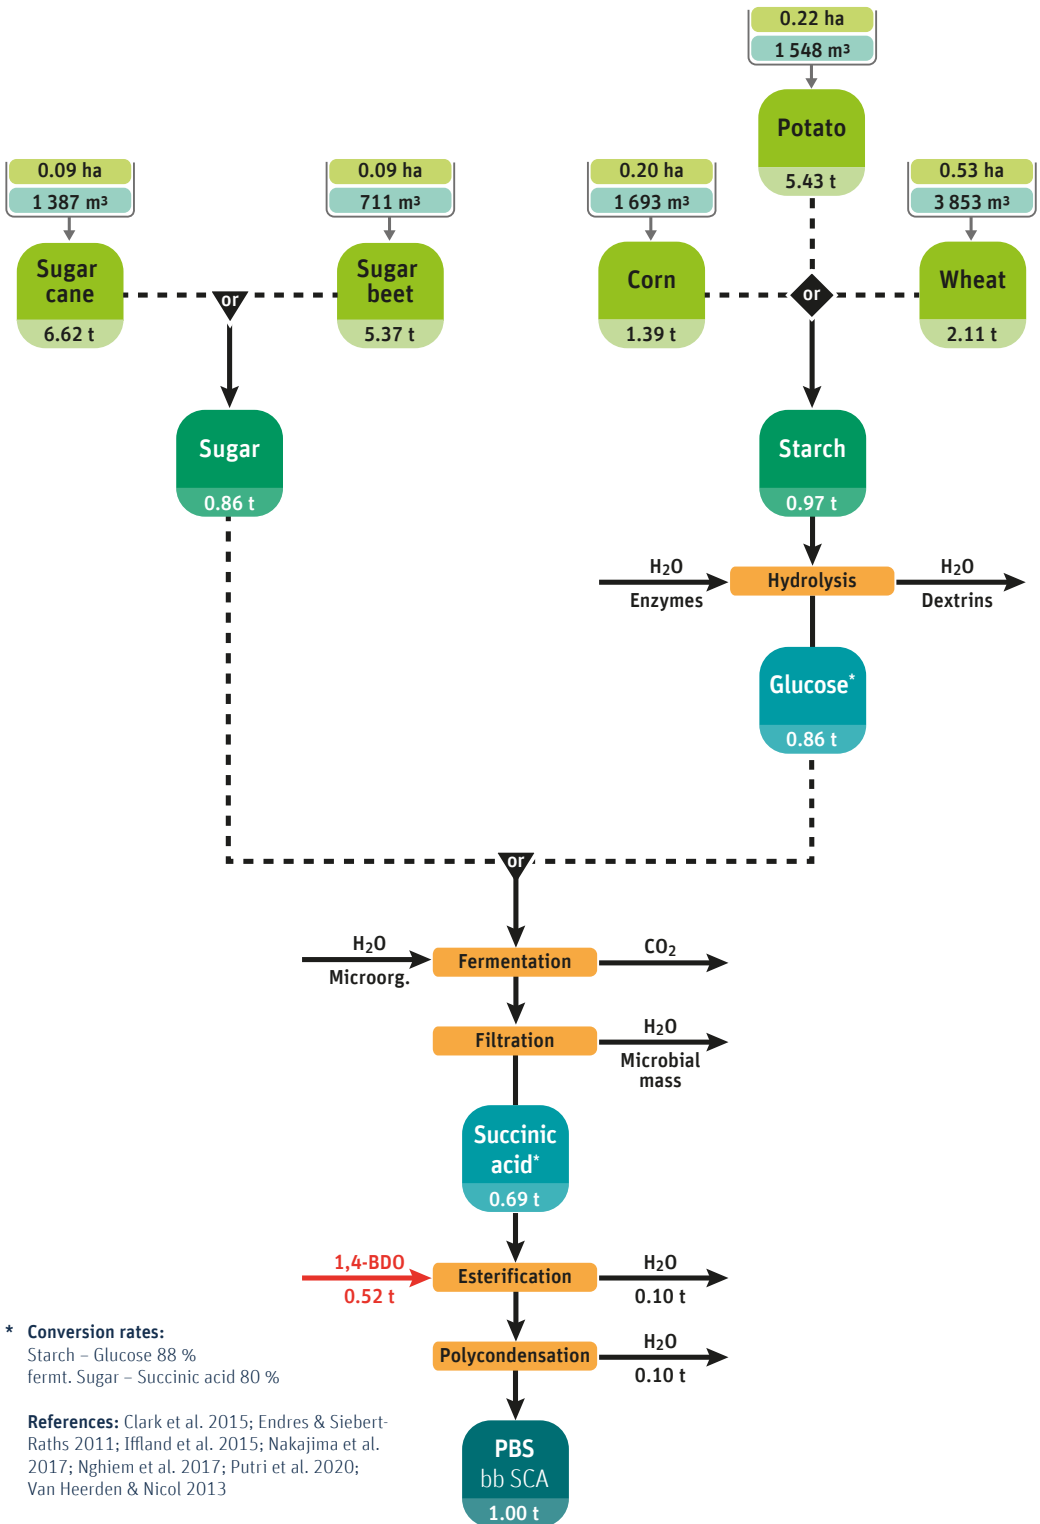 0.22 ha
1 548 m³
Potato
5.43 t
0.09 ha
1 387 m³
Sugar
cane
6.62 t
or
0.09 ha
711 m³
Sugar
beet
5.37 t
0.20 ha
1 693 m³
Corn
1.39 t
or
0.53 ha
3 853 m³
Wheat
2.11 t
Sugar
0.86 t
Starch
0.97 t
H₂O
Enzymes
Hydrolysis
H₂O
Dextrins
Glucose*
0.86 t
or
H₂O
Microorg.
Fermentation
CO₂
Filtration
H₂O
Microbial
mass
Succinic
acid*
0.69 t
1,4-BDO
0.52 t
Esterification
H₂O
0.10 t
Polycondensation
H₂O
0.10 t
PBS
bb SCA
1.00 t
* Conversion rates:
Starch – Glucose 88 %
fermt. Sugar – Succinic acid 80 %
References: Clark et al. 2015; Endres & Siebert-
Raths 2011; Iffland et al. 2015; Nakajima et al.
2017; Nghiem et al. 2017; Putri et al. 2020;
Van Heerden & Nicol 2013